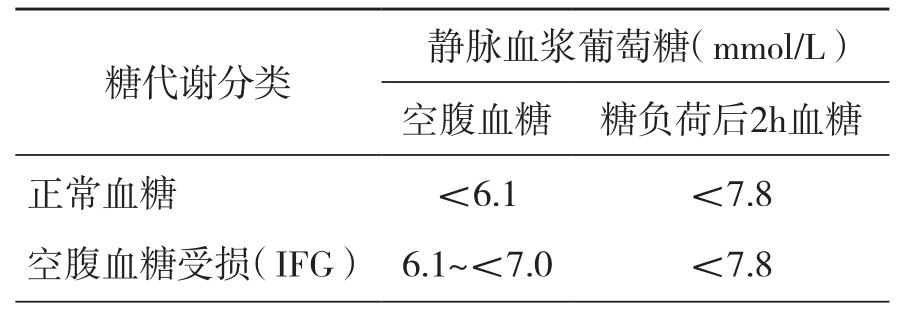 糖代谢分类
静脉血浆葡萄糖（mmol/L）
空腹血糖 糖负荷后2h血糖
正常血糖 <6.1 <7.8
空腹血糖受损（IFG） 6.1~<7.0 <7.8